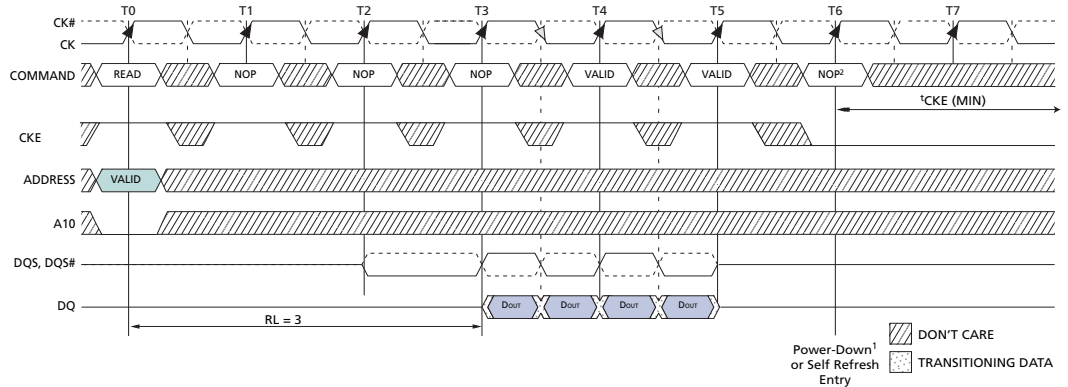 T0 T1 T2 T3 T4 T5 T6 T7
CK#
CK
COMMAND READ NOP NOP NOP VALID VALID NOP²
ᵗCKE (MIN)
CKE
ADDRESS VALID
A10
DQS, DQS#
DQ DOUT DOUT DOUT DOUT
RL = 3
Power-Down¹
or Self Refresh
Entry
DON'T CARE
TRANSITIONING DATA